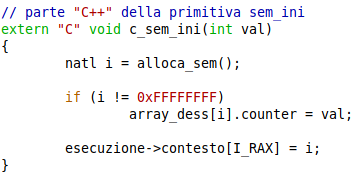 // parte "C++" della primitiva sem_ini
extern "C" void c_sem_ini(int val)
{
        natl i = alloca_sem();

        if (i != 0xFFFFFFFF)
                array_dess[i].counter = val;

        esecuzione->contesto[I_RAX] = i;
}